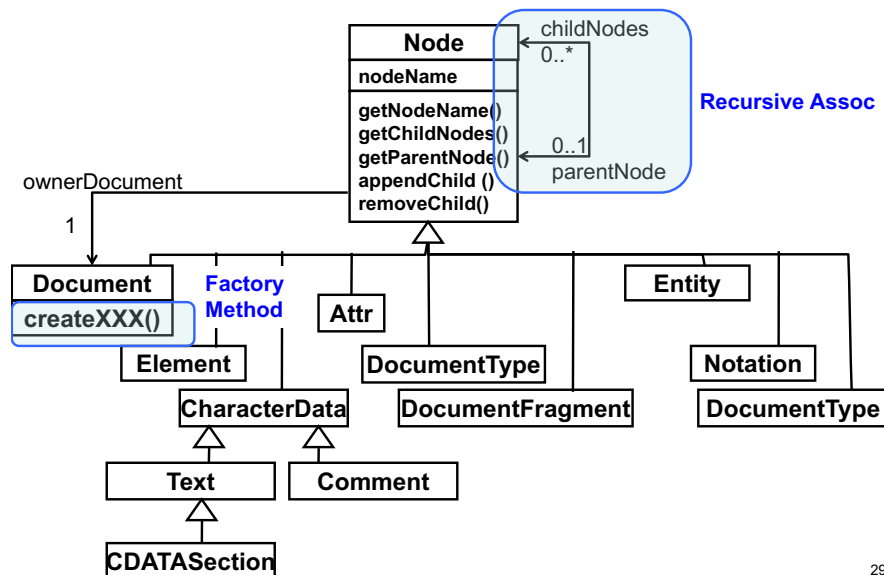 Node
childNodes
0..*
nodeName
Recursive Assoc
getNodeName()
getChildNodes()
getParentNode()
0..1
parentNode
appendChild ()
removeChild()
ownerDocument
1
Document
Factory
Method
createXXX()
Entity
Attr
Element
DocumentType
Notation
CharacterData
DocumentFragment
DocumentType
Text
Comment
CDATASection
29